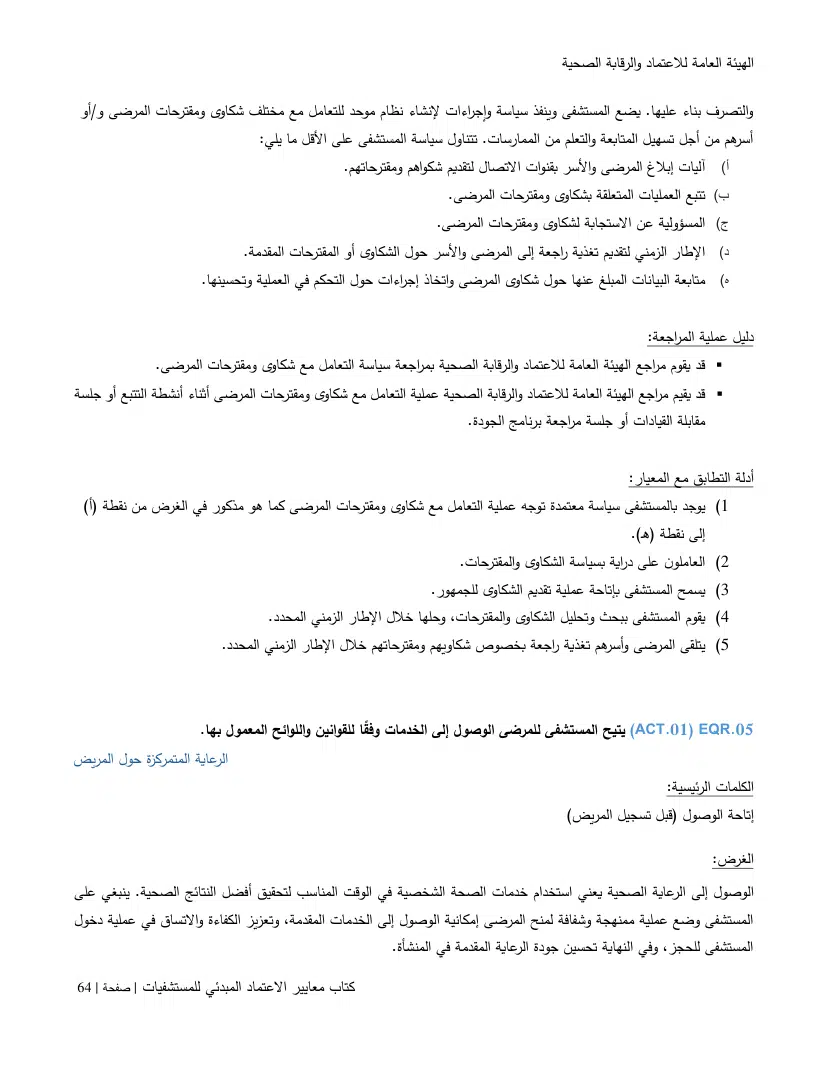 الهيئة العامة للاعتماد والرقابة الصحية
والتصرف بناء عليها. يضع المستشفى وينفذ سياسة وإجراءات لإنشاء نظام موحد للتعامل مع مختلف شكاوى ومقترحات المرضى و/أو
أسرهم من أجل تسهيل المتابعة والتعلم من الممارسات. تتناول سياسة المستشفى على الأقل ما يلي:
أ) آليات إبلاغ المرضى والأسر بقنوات الاتصال لتقديم شكواهم ومقترحاتهم.
ب) تتبع العمليات المتعلقة بشكاوى ومقترحات المرضى.
ج) المسؤولية عن الاستجابة لشكاوى ومقترحات المرضى.
د) الإطار الزمني لتقديم تغذية راجعة إلى المرضى والأسر حول الشكاوى أو المقترحات المقدمة.
ه) متابعة البيانات المبلغ عنها حول شكاوى المرضى واتخاذ إجراءات حول التحكم في العملية وتحسينها.
دليل عملية المراجعة:
▪ قد يقوم مراجع الهيئة العامة للاعتماد والرقابة الصحية بمراجعة سياسة التعامل مع شكاوى ومقترحات المرضى.
▪ قد يقيم مراجع الهيئة العامة للاعتماد والرقابة الصحية عملية التعامل مع شكاوى ومقترحات المرضى أثناء أنشطة التتبع أو جلسة
مقابلة القيادات أو جلسة مراجعة برنامج الجودة.
أدلة التطابق مع المعيار:
1) يوجد بالمستشفى سياسة معتمدة توجه عملية التعامل مع شكاوى ومقترحات المرضى كما هو مذكور في الغرض من نقطة (أ)
إلى نقطة (هـ).
2) العاملون على دراية بسياسة الشكاوى والمقترحات.
3) يسمح المستشفى بإتاحة عملية تقديم الشكاوى للجمهور.
4) يقوم المستشفى ببحث وتحليل الشكاوى والمقترحات، وحلها خلال الإطار الزمني المحدد.
5) يتلقى المرضى وأسرهم تغذية راجعة بخصوص شكاويهم ومقترحاتهم خلال الإطار الزمني المحدد.
EQR.05 (ACT.01) يتيح المستشفى للمرضى الوصول إلى الخدمات وفقًا للقوانين واللوائح المعمول بها.
الرعاية المتمركزة حول المريض
الكلمات الرئيسية:
إتاحة الوصول (قبل تسجيل المريض)
الغرض:
الوصول إلى الرعاية الصحية يعني استخدام خدمات الصحة الشخصية في الوقت المناسب لتحقيق أفضل النتائج الصحية. ينبغي على
المستشفى وضع عملية ممنهجة وشفافة لمنح المرضى إمكانية الوصول إلى الخدمات المقدمة، وتعزيز الكفاءة والاتساق في عملية دخول
المستشفى للحجز، وفي النهاية تحسين جودة الرعاية المقدمة في المنشأة.
كتاب معايير الاعتماد المبدئي للمستشفيات | صفحة | 64